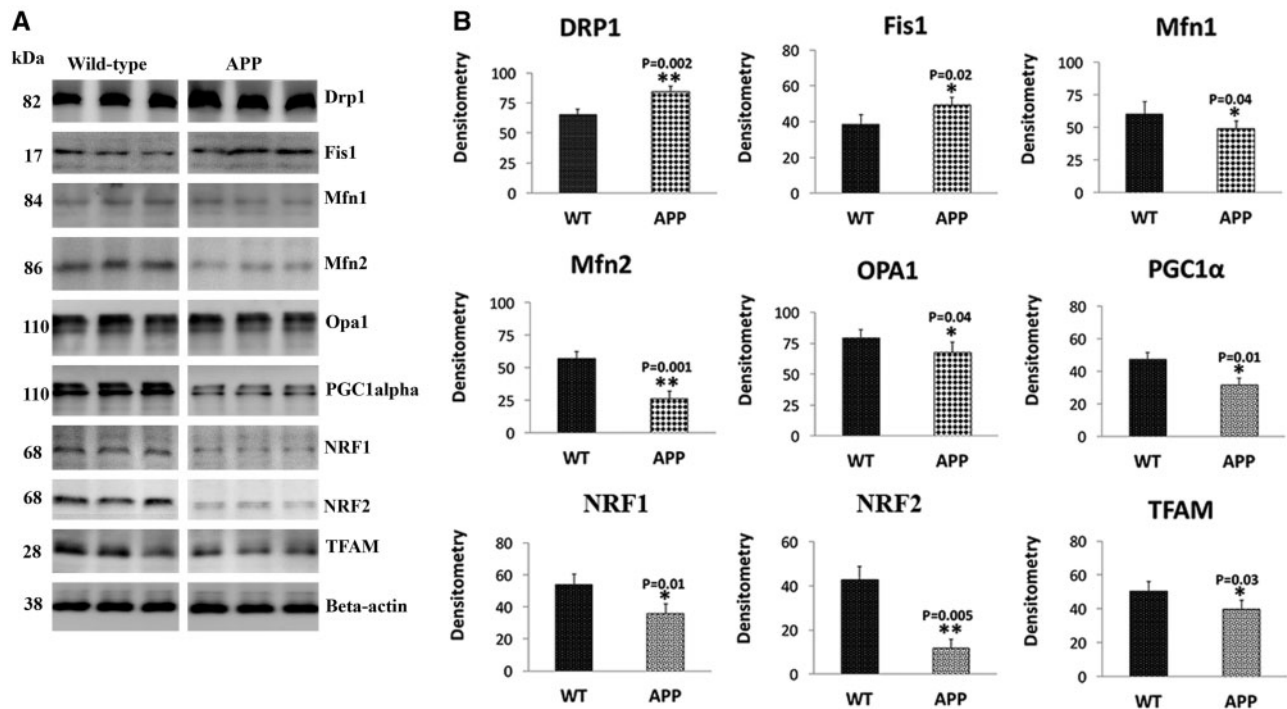 A
kDa
Wild-type APP
82 Drp1
17 Fis1
84 Mfn1
86 Mfn2
110 Opa1
110 PGC1alpha
68 NRF1
68 NRF2
28 TFAM
38 Beta-actin
B
DRP1
Densitometry
100
75
50
25
0
P=0.002
**
WT APP
Fis1
Densitometry
80
60
40
20
0
P=0.02
*
WT APP
Mfn1
Densitometry
100
75
50
25
0
P=0.04
*
WT APP
Mfn2
Densitometry
100
75
50
25
0
P=0.001
**
WT APP
OPA1
Densitometry
100
75
50
25
0
P=0.04
*
WT APP
PGC1α
Densitometry
80
60
40
20
0
P=0.01
*
WT APP
NRF1
Densitometry
80
60
40
20
0
P=0.01
*
WT APP
NRF2
Densitometry
60
40
20
0
P=0.005
**
WT APP
TFAM
Densitometry
80
60
40
20
0
P=0.03
*
WT APP